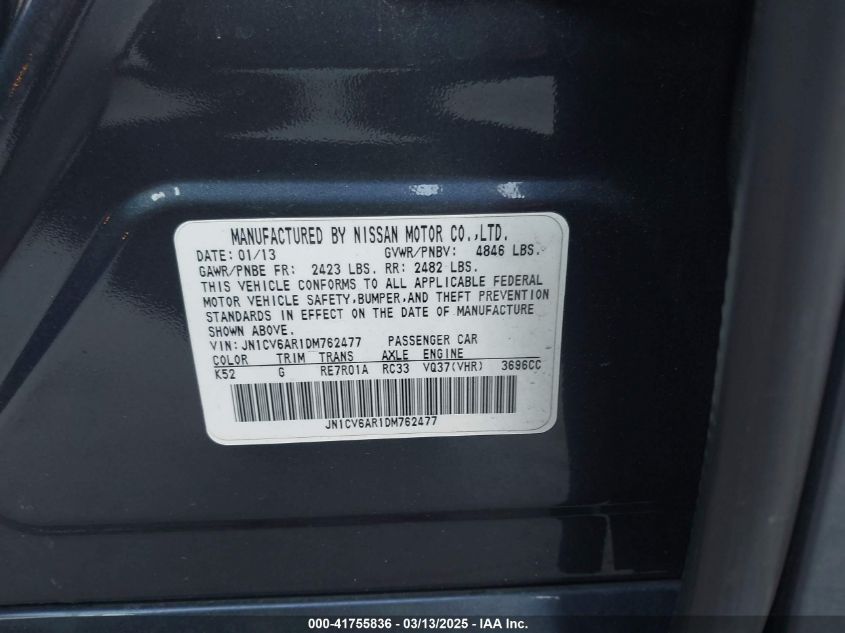 MANUFACTURED BY NISSAN MOTOR CO.,LTD.
DATE: 01/13 GVWR/PNBV: 4846 LBS.
GAWR/PNBE FR: 2423 LBS. RR: 2482 LBS.
THIS VEHICLE CONFORMS TO ALL APPLICABLE FEDERAL
MOTOR VEHICLE SAFETY,BUMPER,AND THEFT PREVENTION
STANDARDS IN EFFECT ON THE DATE OF MANUFACTURE
SHOWN ABOVE.
VIN: JN1CV6AR1DM762477 PASSENGER CAR
COLOR TRIM TRANS AXLE ENGINE
K52 G RE7R01A RC33 VQ37(VHR) 3696CC
JN1CV6AR1DM762477
000-41755836 - 03/13/2025 - IAA Inc.